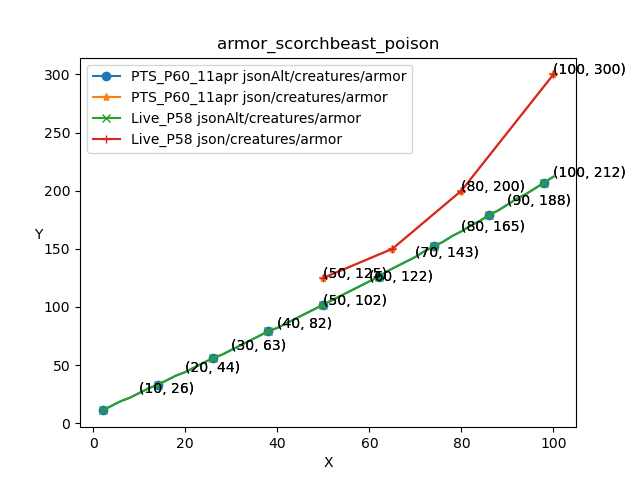 armor_scorchbeast_poison
PTS_P60_11apr jsonAlt/creatures/armor
PTS_P60_11apr json/creatures/armor
Live_P58 jsonAlt/creatures/armor
Live_P58 json/creatures/armor
300
250
200
150
100
50
0
Y
(100, 300)
(80, 200)
(100, 212)
(90, 188)
(80, 165)
(70, 143)
(50, 125)
(60, 122)
(50, 102)
(40, 82)
(30, 63)
(20, 44)
(10, 26)
0 20 40 60 80 100
X